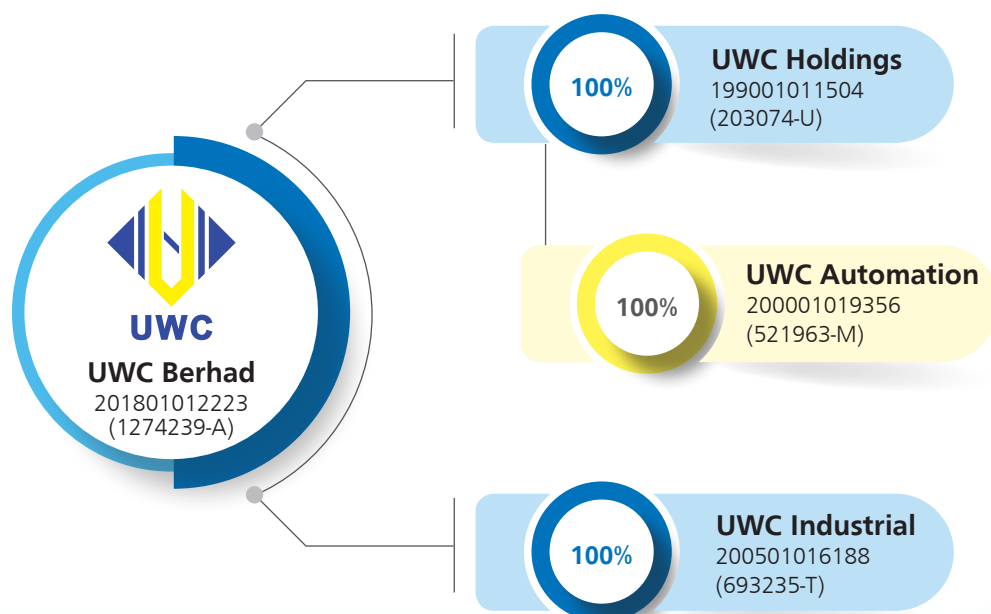 UWC
UWC Berhad
201801012223
(1274239-A)
100%
UWC Holdings
199001011504
(203074-U)
100%
UWC Automation
200001019356
(521963-M)
100%
UWC Industrial
200501016188
(693235-T)